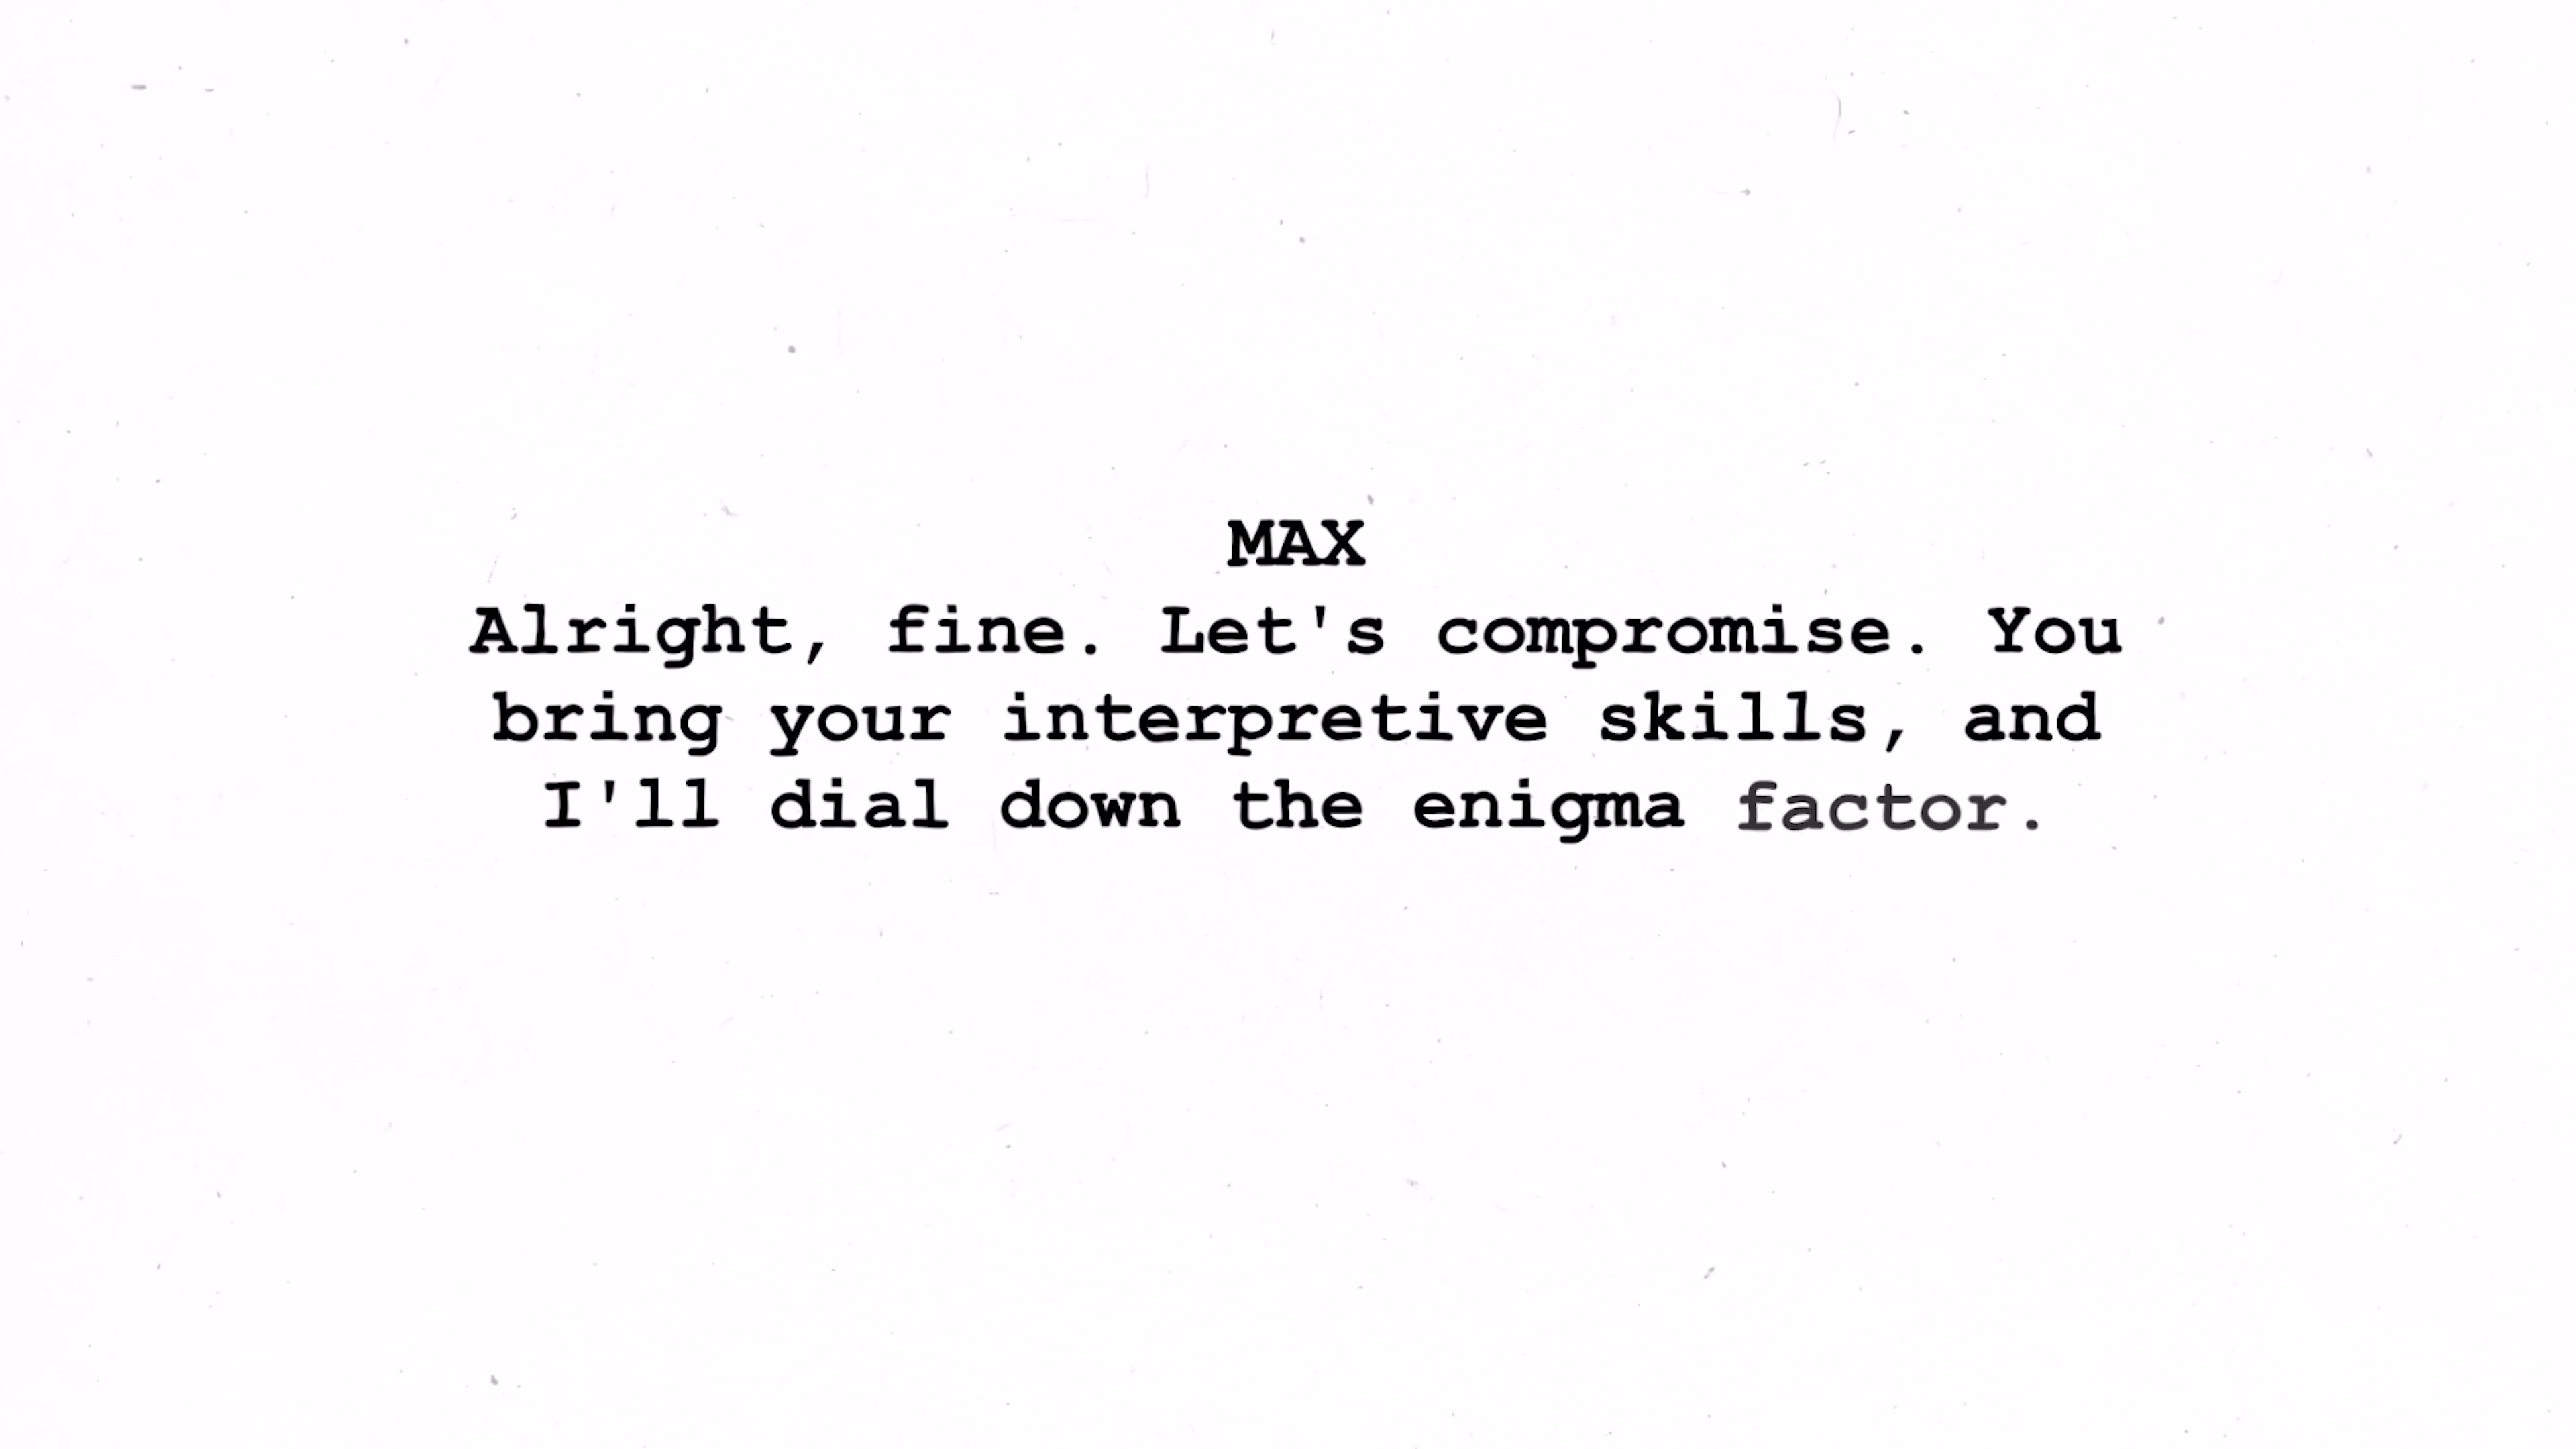 MAX
Alright, fine. Let's compromise. You
bring your interpretive skills, and
I'll dial down the enigma factor.